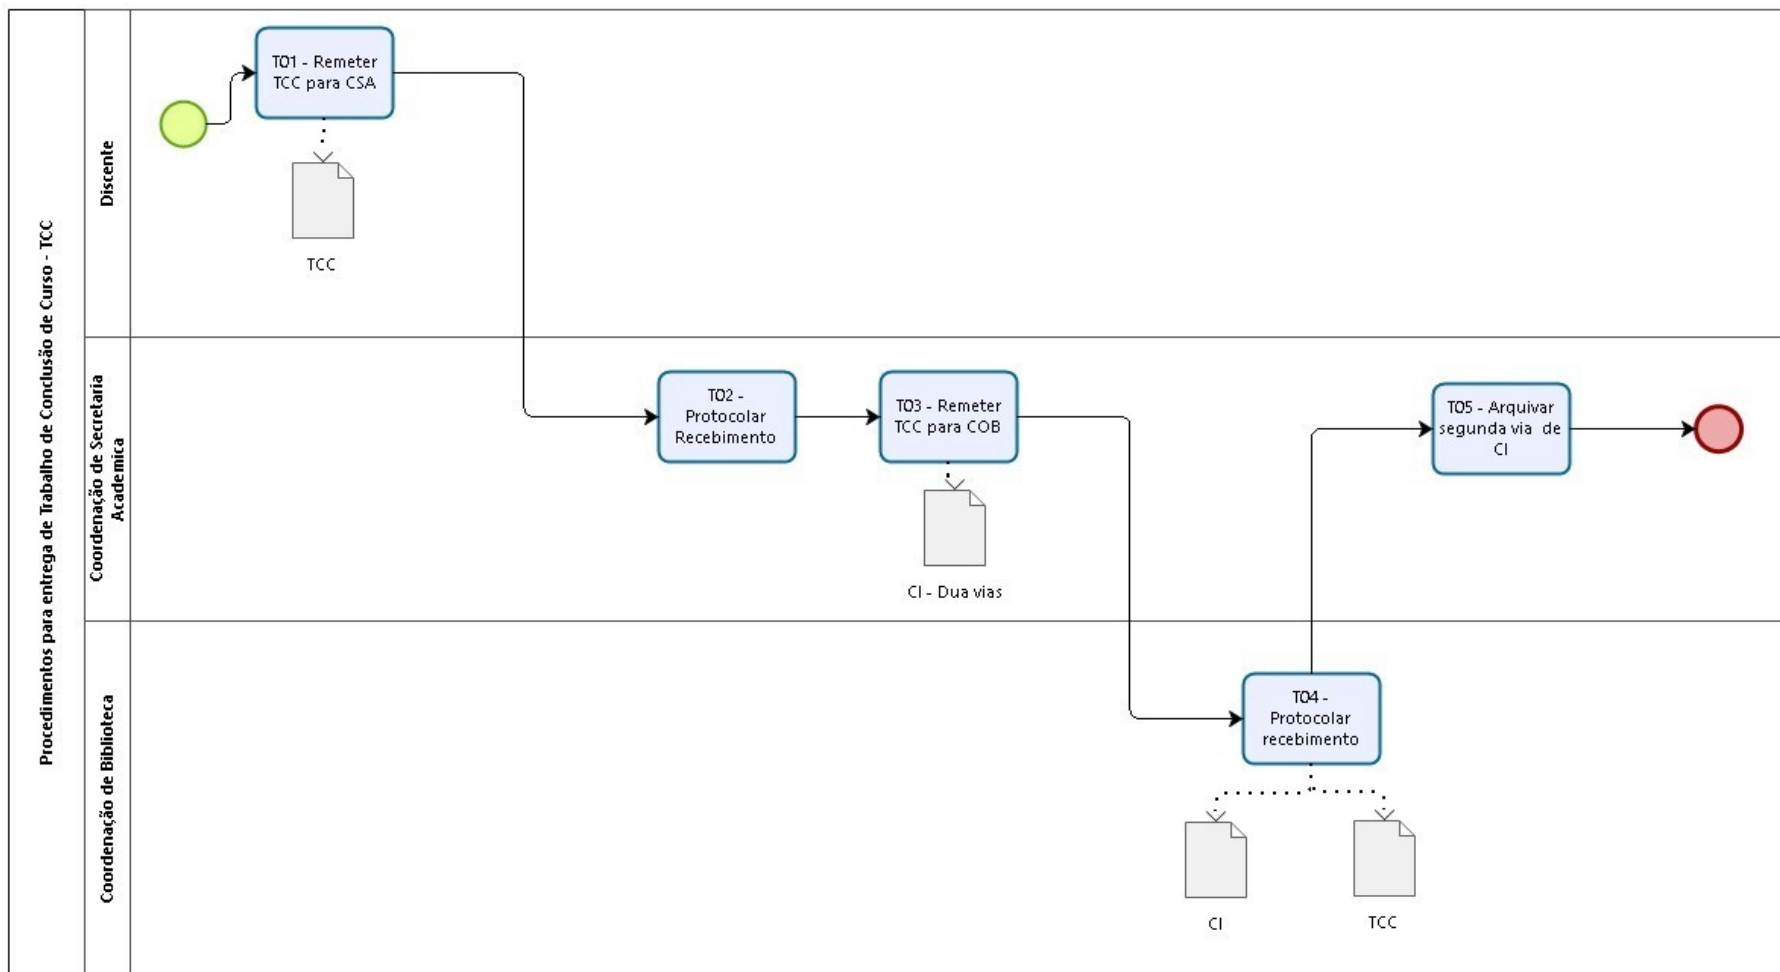 Procedimentos para entrega de Trabalho de Conclusão de Curso - TCC
Discente
T01 - Remeter
TCC para CSA
TCC
Coordenação de Secretaria
Academica
T02 -
Protocolar
Recebimento
T03 - Remeter
TCC para COB
CI - Dua vias
T05 - Arquivar
segunda via de
CI
Coordenação de Biblioteca
T04 -
Protocolar
recebimento
CI
TCC